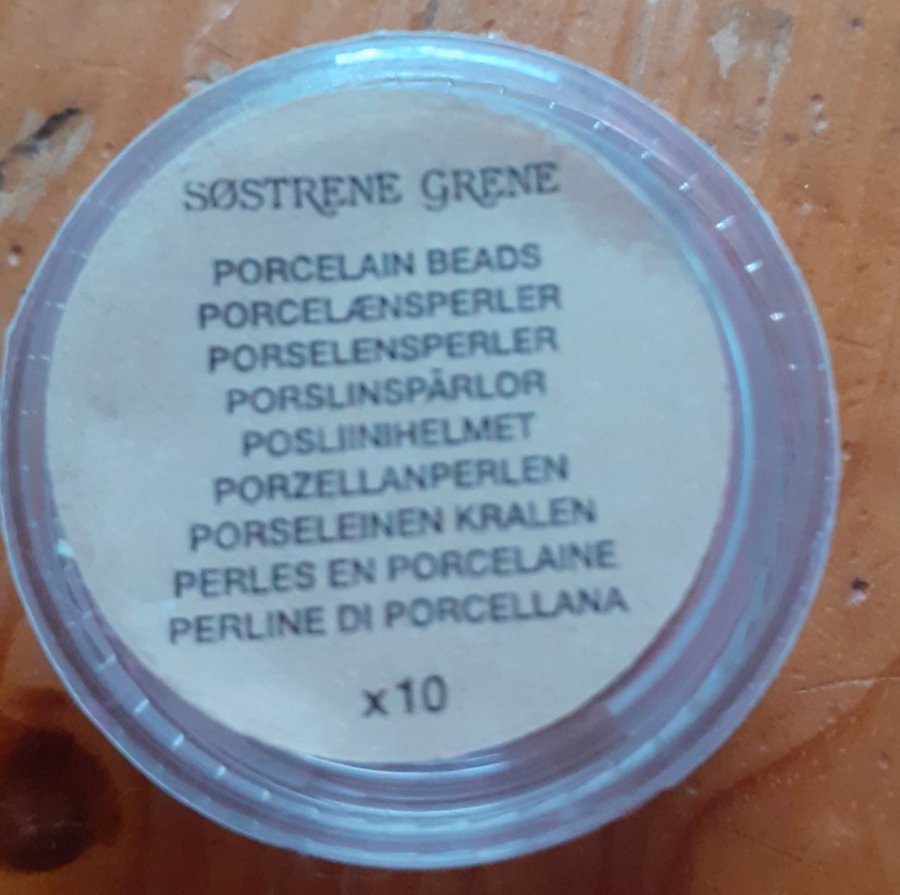 SØSTRENE GRENE
PORCELAIN BEADS
PORCELÆNSPERLER
PORSELENSPERLER
PORSLINSPÄRLOR
POSLIINIHELMET
PORZELLANPERLEN
PORSELEINEN KRALEN
PERLES EN PORCELAINE
PERLINE DI PORCELLANA
x10